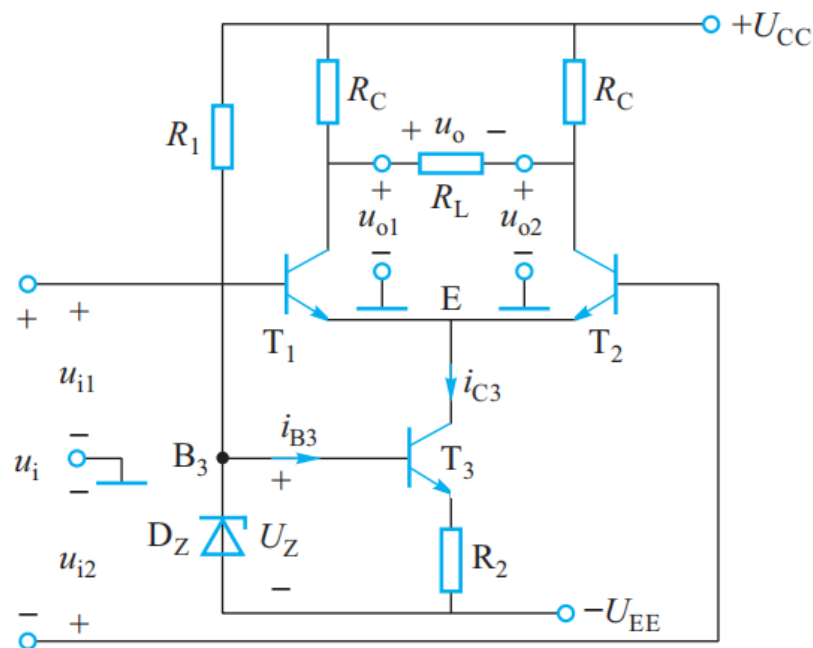 +U_CC
R_C
R_C
R_1
+ u_o −
R_L
+
u_o1
−
+
u_o2
−
E
T_1
T_2
+
+
u_i1
−
i_C3
i_B3
B_3
+
T_3
u_i
−
D_Z
U_Z
R_2
u_i2
−
−U_EE
−
+